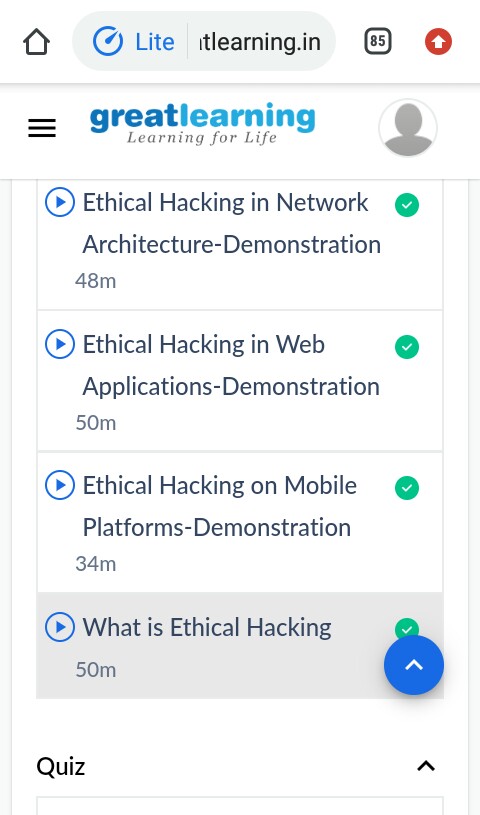 Lite
tlearning.in
85
greatlearning
Learning for Life
Ethical Hacking in Network
Architecture-Demonstration
48m
Ethical Hacking in Web
Applications-Demonstration
50m
Ethical Hacking on Mobile
Platforms-Demonstration
34m
What is Ethical Hacking
50m
Quiz